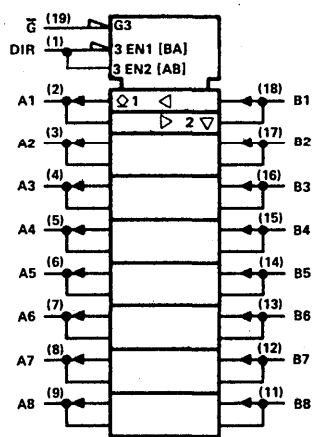 G̅ (19) G3
DIR (1) 3 EN1 [BA]
3 EN2 [AB]
A1 (2) ◇ 1 ◁ (18) B1
▷ 2 ▽
A2 (3) (17) B2
A3 (4) (16) B3
A4 (5) (15) B4
A5 (6) (14) B5
A6 (7) (13) B6
A7 (8) (12) B7
A8 (9) (11) B8